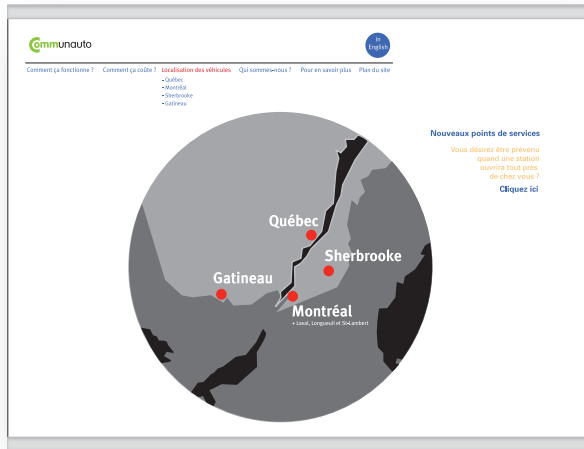 Communauto
In
English
Comment ça fonctionne ?
Comment ça coûte ?
Localisation des véhicules
Qui sommes-nous ?
Pour en savoir plus
Plan du site
- Québec
- Montréal
- Sherbrooke
- Gatineau
Nouveaux points de services
Vous désirez être prévenu
quand une station
ouvrira tout près
de chez vous ?
Cliquez ici
Québec
Sherbrooke
Gatineau
Montréal
+ Laval, Longueuil et St-Lambert